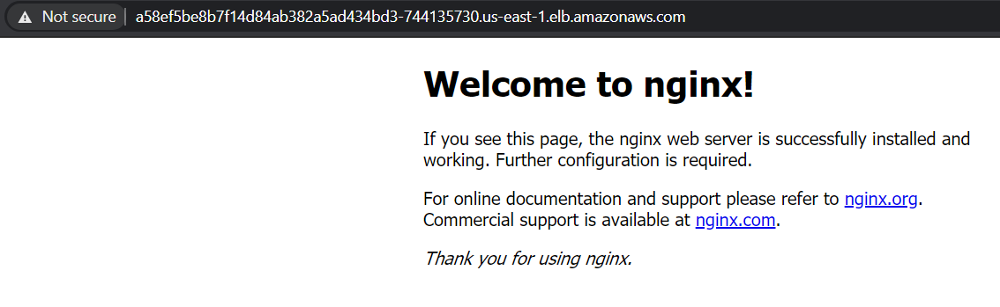 Not secure a58ef5be8b7f14d84ab382a5ad434bd3-744135730.us-east-1.elb.amazonaws.com
Welcome to nginx!
If you see this page, the nginx web server is successfully installed and
working. Further configuration is required.
For online documentation and support please refer to nginx.org.
Commercial support is available at nginx.com.
Thank you for using nginx.